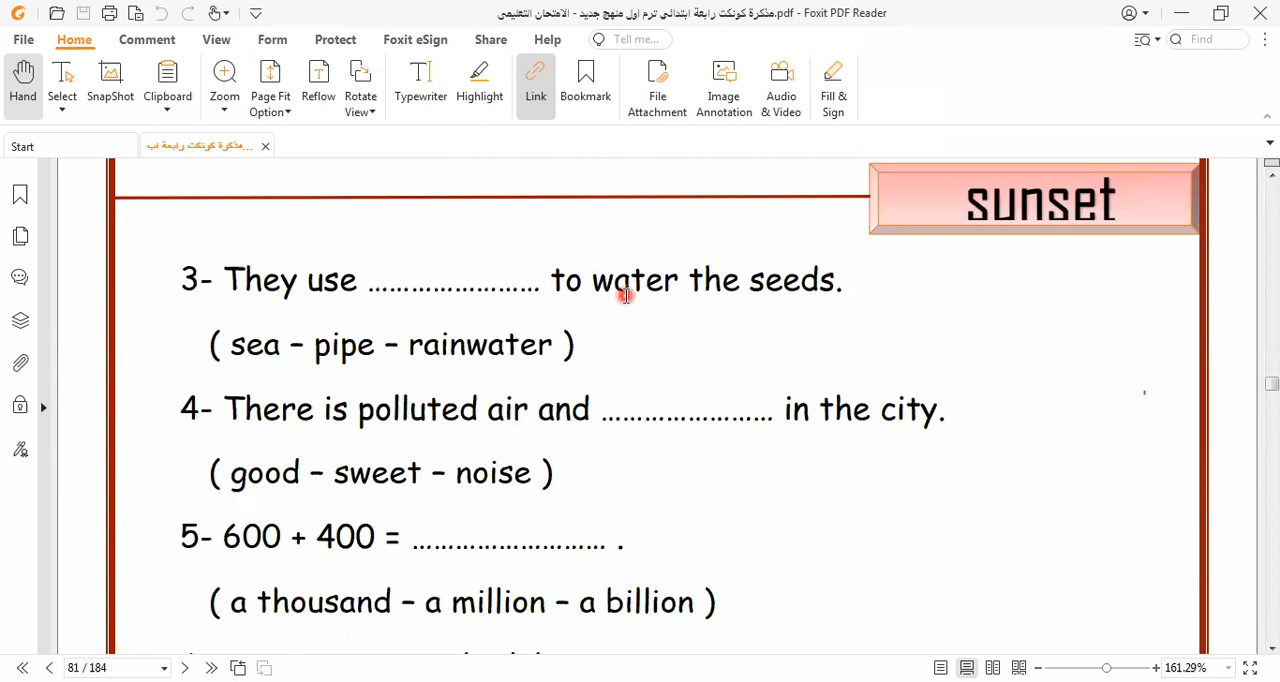 مذكرة كونكت رابعة ابتدائي ترم اول منهج جديد - الامتحان التعليمي.pdf - Foxit PDF Reader
File Home Comment View Form Protect Foxit eSign Share Help Tell me... Find
Hand Select SnapShot Clipboard Zoom Page Fit Option Reflow Rotate View Typewriter Highlight Link Bookmark File Attachment Image Annotation Audio & Video Fill & Sign
Start مذكرة كونكت رابعة اب...
sunset
3- They use ........................ to water the seeds.
( sea – pipe – rainwater )
4- There is polluted air and ........................ in the city.
( good – sweet – noise )
5- 600 + 400 = ........................... .
( a thousand – a million – a billion )
81 / 184 161.29%